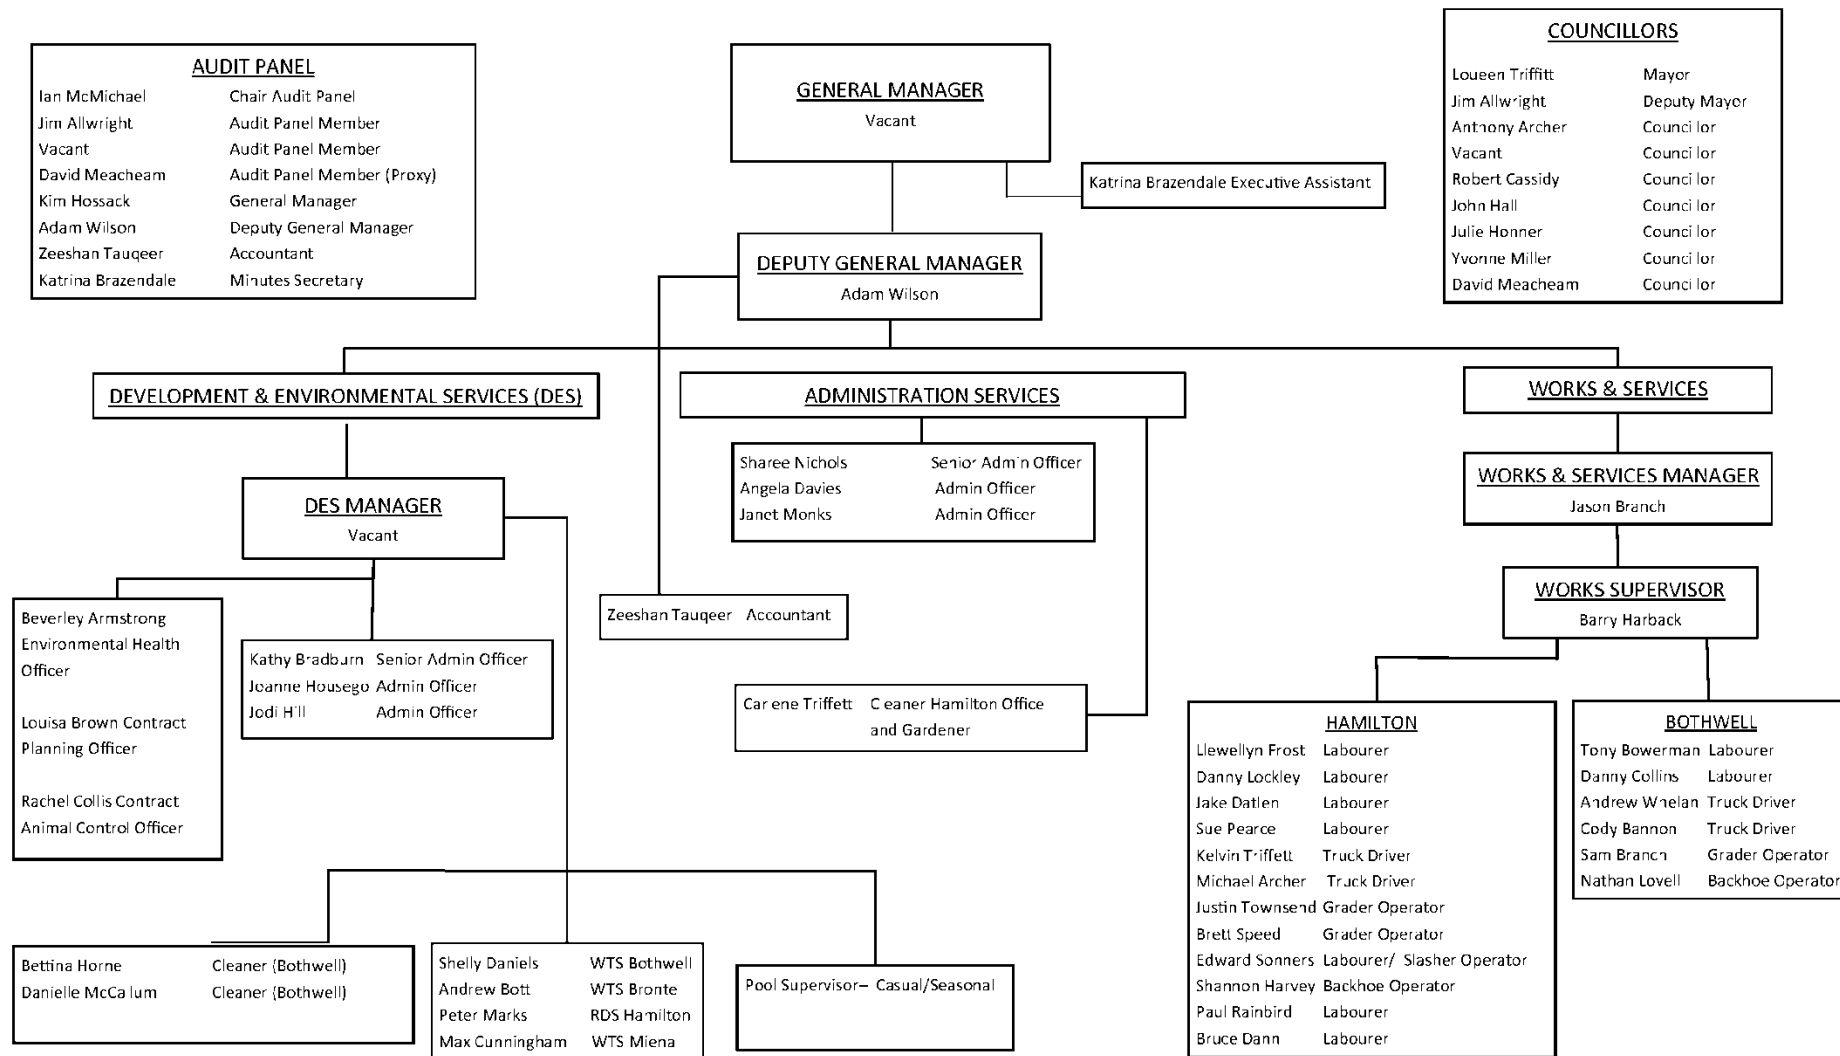 AUDIT PANEL
Ian McMichael Chair Audit Panel
Jim Allwright Audit Panel Member
Vacant Audit Panel Member
David Meacheam Audit Panel Member (Proxy)
Kim Hossack General Manager
Adam Wilson Deputy General Manager
Zeeshan Tauqeer Accountant
Katrina Brazendale Minutes Secretary
GENERAL MANAGER
Vacant
Katrina Brazendale Executive Assistant
COUNCILLORS
Loueen Triffitt Mayor
Jim Allwright Deputy Mayor
Anthony Archer Councillor
Vacant Councillor
Robert Cassidy Councillor
John Hall Councillor
Julie Honner Councillor
Yvonne Miller Councillor
David Meacheam Councillor
DEPUTY GENERAL MANAGER
Adam Wilson
DEVELOPMENT & ENVIRONMENTAL SERVICES (DES)
DES MANAGER
Vacant
Beverley Armstrong
Environmental Health
Officer
Louisa Brown Contract
Planning Officer
Rachel Collis Contract
Animal Control Officer
Kathy Bradburn Senior Admin Officer
Joanne Housego Admin Officer
Jodi Hill Admin Officer
Bettina Horne Cleaner (Bothwell)
Danielle McCallum Cleaner (Bothwell)
Shelly Daniels WTS Bothwell
Andrew Bott WTS Bronte
Peter Marks RDS Hamilton
Max Cunningham WTS Miena
Pool Supervisor– Casual/Seasonal
ADMINISTRATION SERVICES
Sharee Nichols Senior Admin Officer
Angela Davies Admin Officer
Janet Monks Admin Officer
Zeeshan Tauqeer Accountant
Carlene Triffett Cleaner Hamilton Office
and Gardener
WORKS & SERVICES
WORKS & SERVICES MANAGER
Jason Branch
WORKS SUPERVISOR
Barry Harback
HAMILTON
Llewellyn Frost Labourer
Danny Lockley Labourer
Jake Datlen Labourer
Sue Pearce Labourer
Kelvin Triffett Truck Driver
Michael Archer Truck Driver
Justin Townsend Grader Operator
Brett Speed Grader Operator
Edward Sonners Labourer/ Slasher Operator
Shannon Harvey Backhoe Operator
Paul Rainbird Labourer
Bruce Dann Labourer
BOTHWELL
Tony Bowerman Labourer
Danny Collins Labourer
Andrew Whelan Truck Driver
Cody Bannon Truck Driver
Sam Branch Grader Operator
Nathan Lovell Backhoe Operator